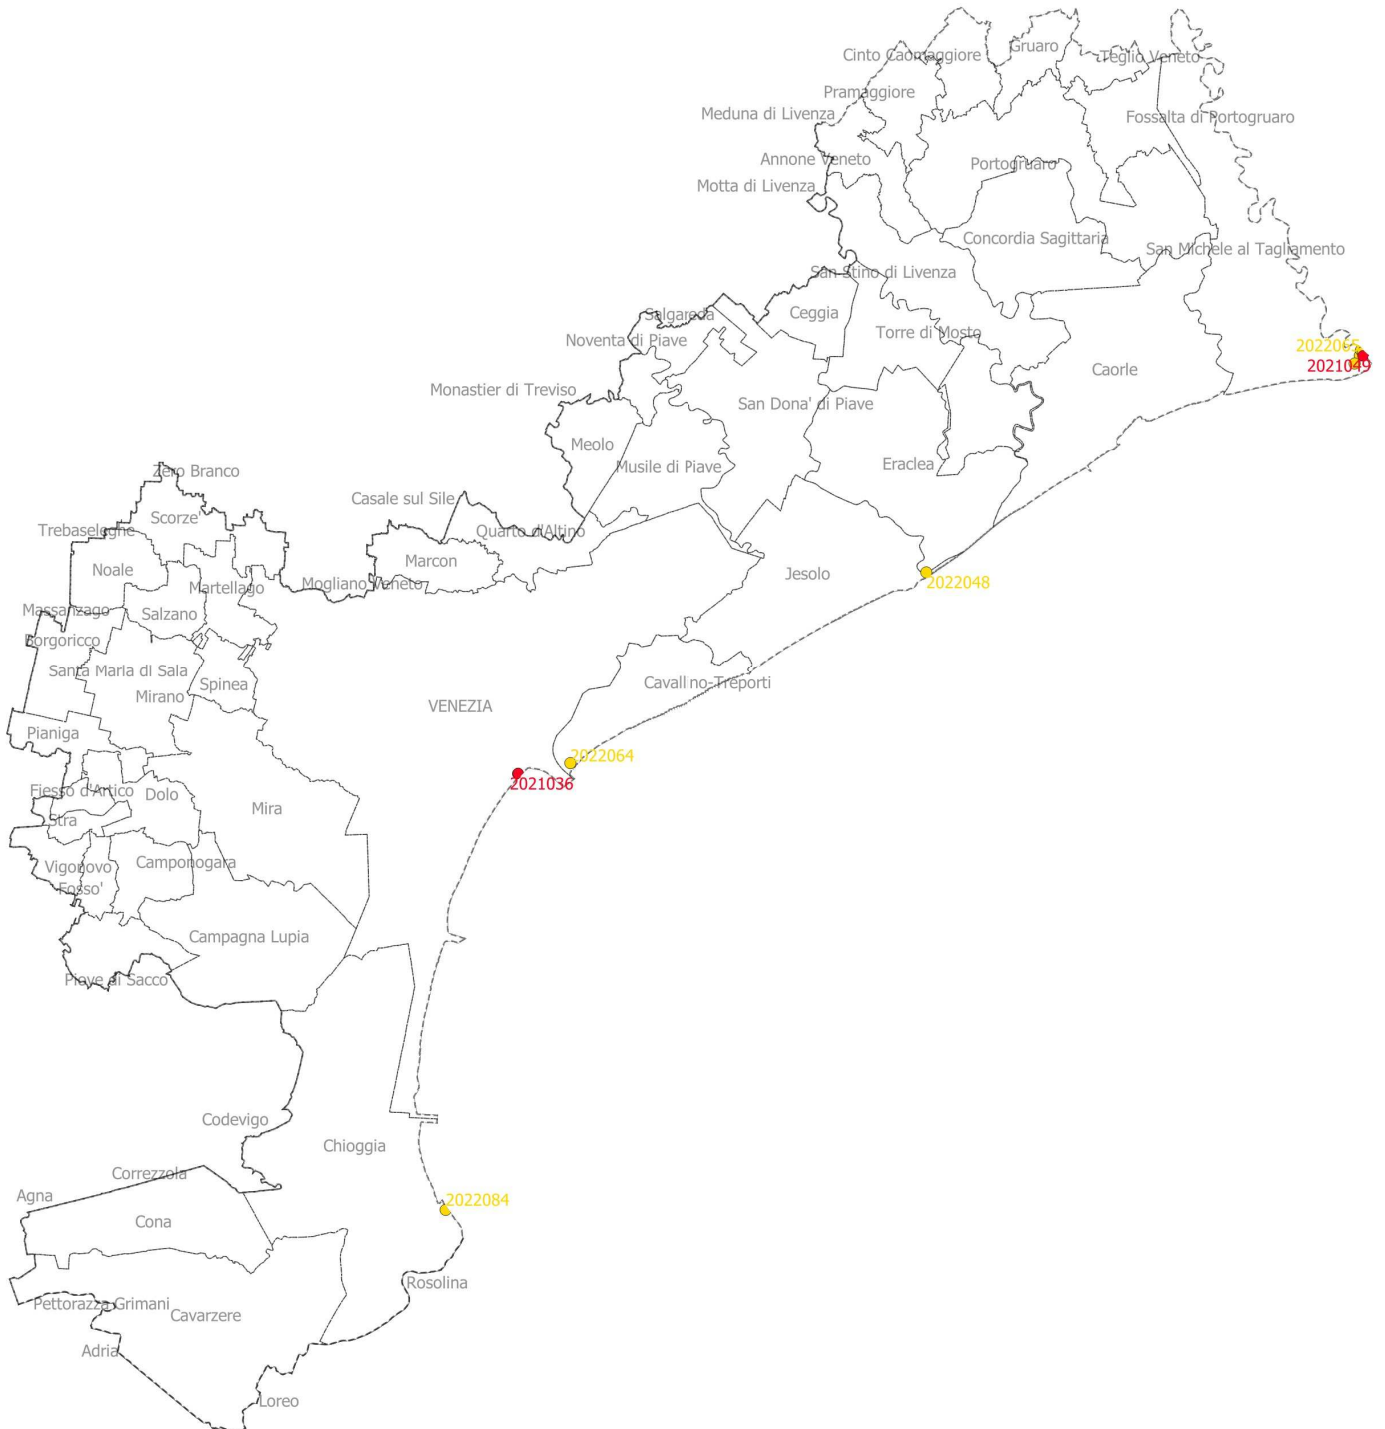 Gruaro
Cinto Caomaggiore
Teglio Veneto
Pramaggiore
Meduna di Livenza
Fossalta di Portogruaro
Annone Veneto
Portogruaro
Motta di Livenza
Concordia Sagittaria
San Michele al Tagliamento
San Stino di Livenza
Salgareda
Ceggia
Noventa di Piave
Torre di Mosto
2022065
2021049
Caorle
Monastier di Treviso
San Dona' di Piave
Meolo
Musile di Piave
Eraclea
Zero Branco
Casale sul Sile
Scorze'
Trebaseleghe
Quarto d'Altino
Marcon
Noale
Jesolo
Mogliano Veneto
Martellago
2022048
Massanzago
Salzano
Borgoricco
Santa Maria di Sala
Spinea
Cavallino-Treporti
Mirano
VENEZIA
Pianiga
2022064
2021036
Fiesso d'Artico
Dolo
Mira
Stra
Vigonovo
Camponogara
Fosso'
Campagna Lupia
Piove di Sacco
Codevigo
Chioggia
Correzzola
Agna
2022084
Cona
Rosolina
Pettorazza Grimani
Cavarzere
Adria
Loreo